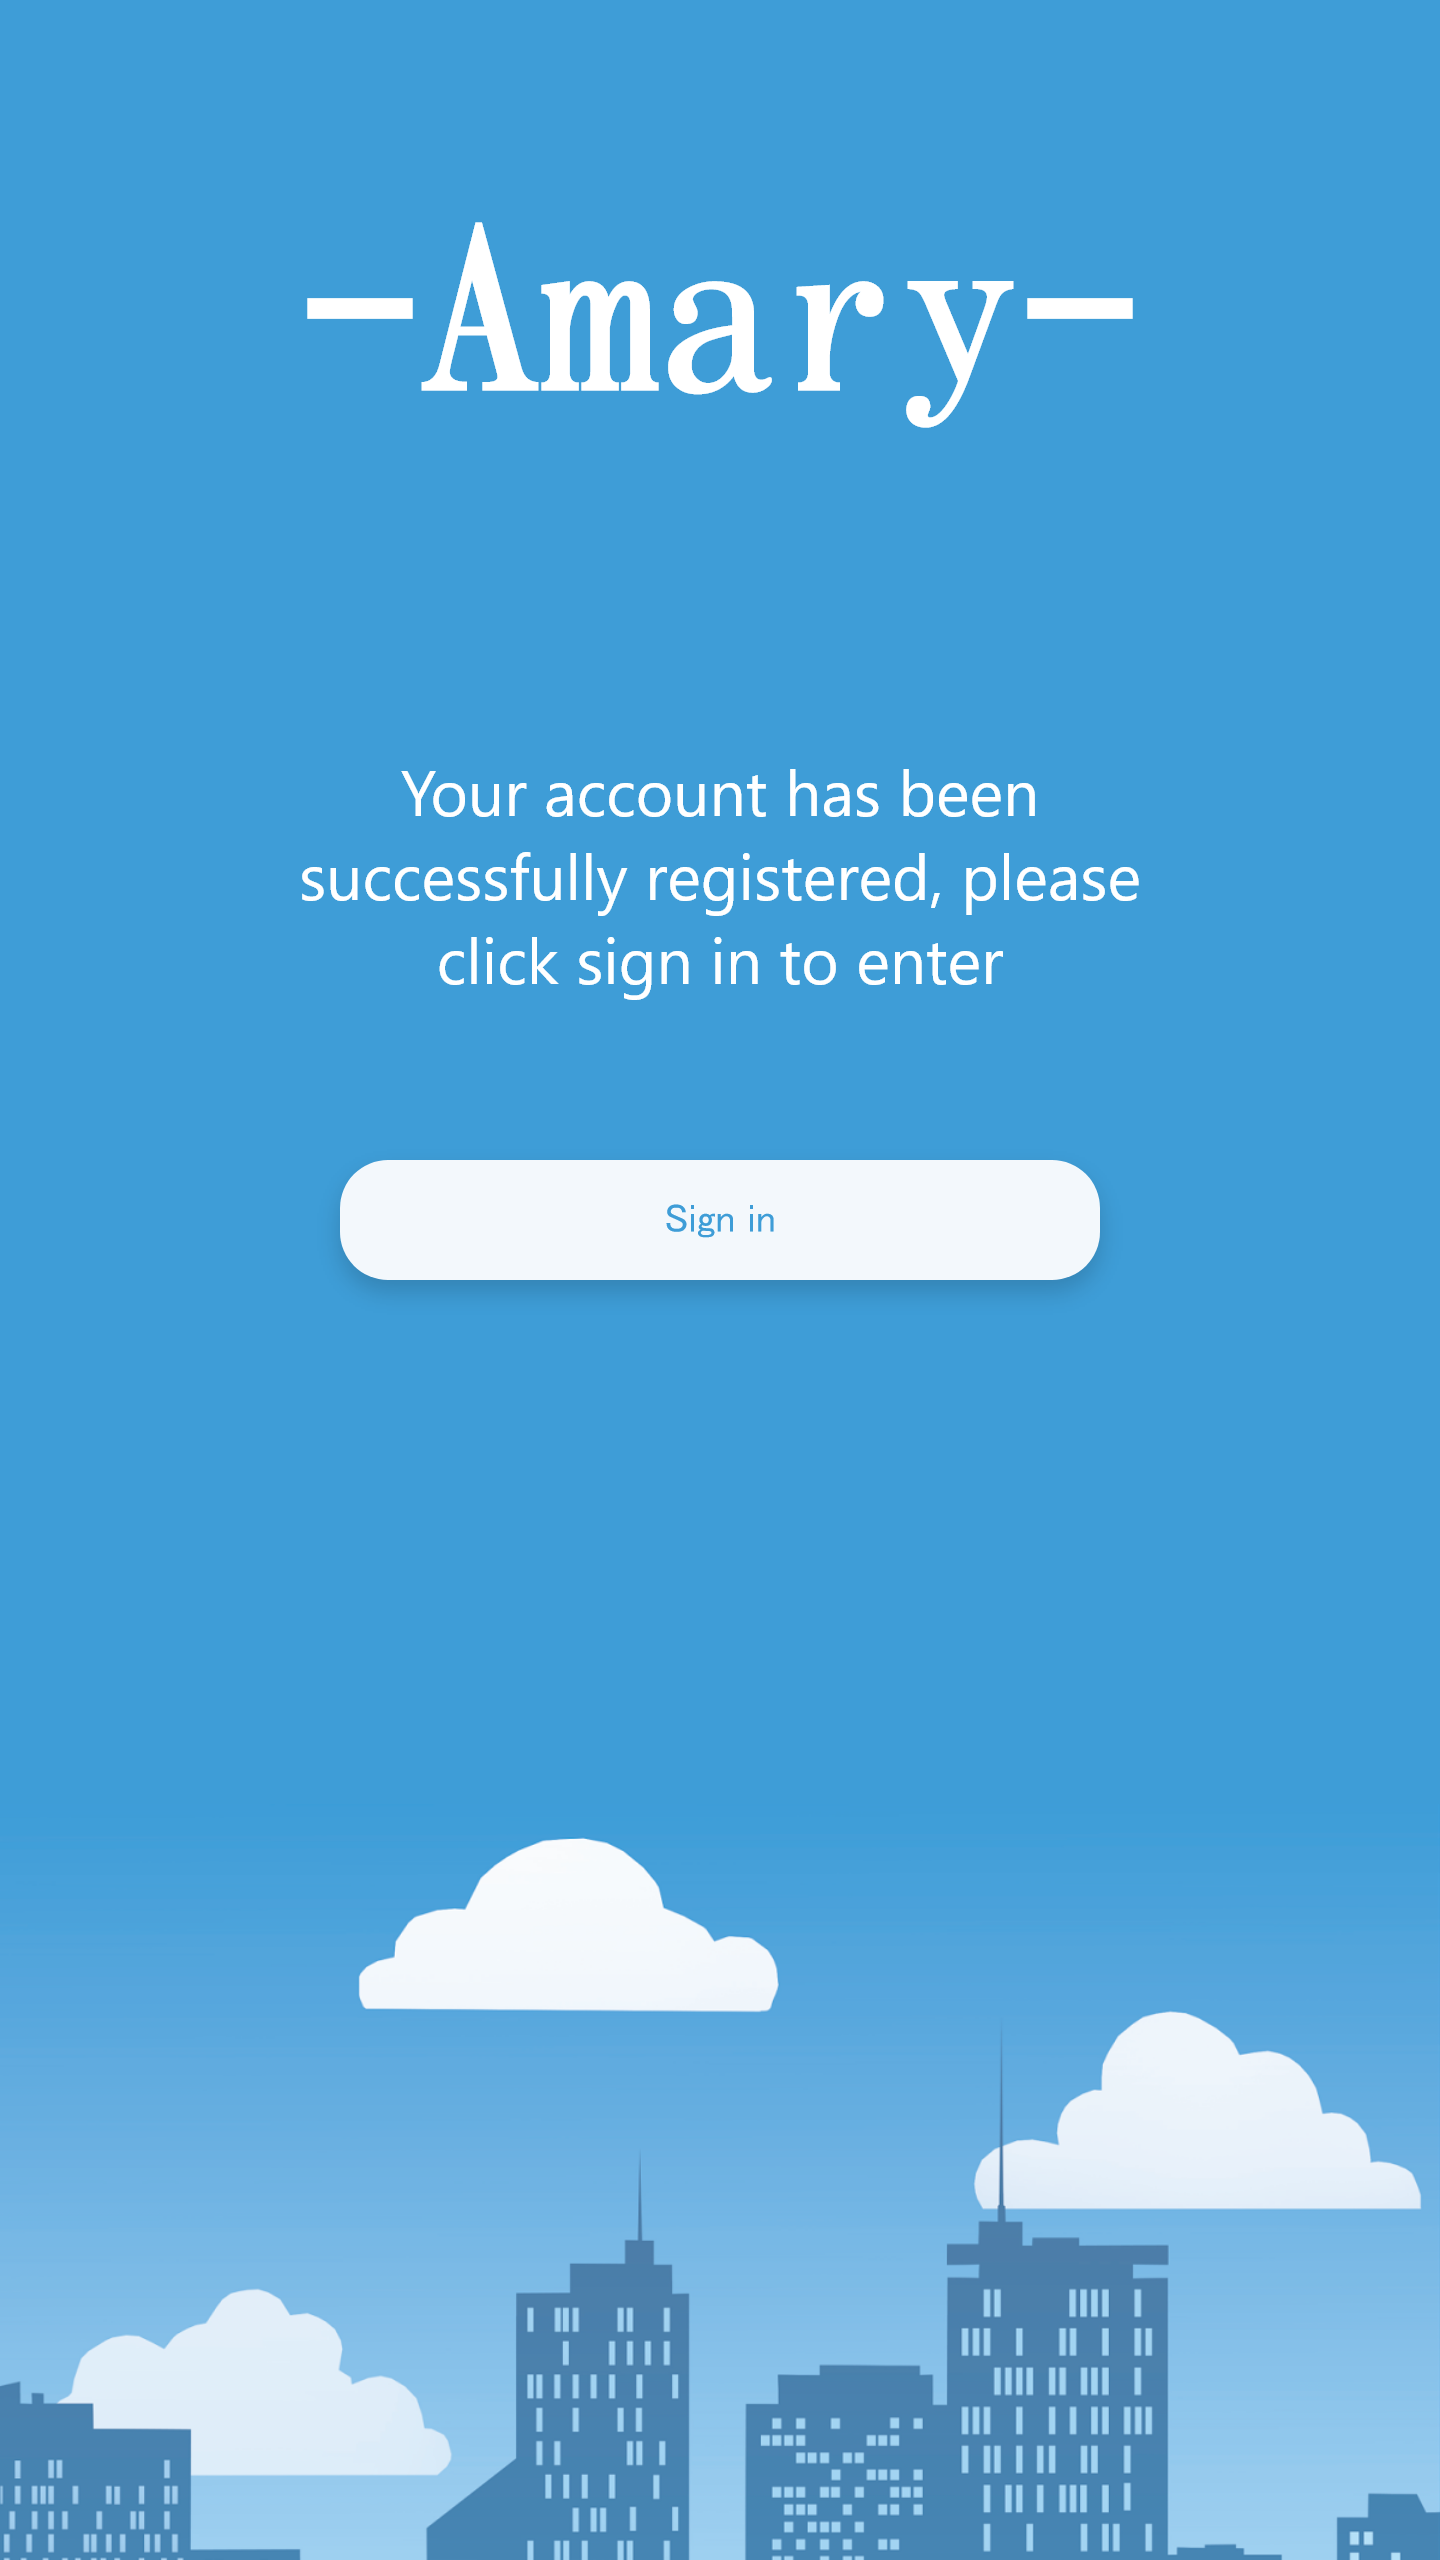 -Amary-
Your account has been
successfully registered, please
click sign in to enter
Sign in